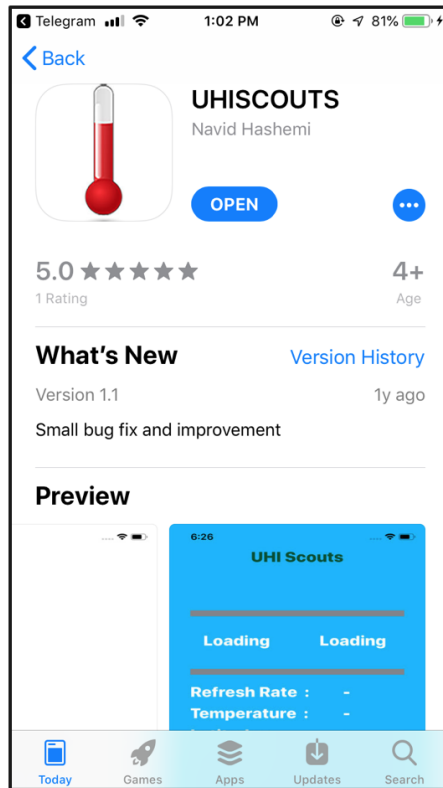 Telegram 1:02 PM 81%
Back
UHISCOUTS
Navid Hashemi
OPEN
5.0 4+
1 Rating Age
What's New Version History
Version 1.1 1y ago
Small bug fix and improvement
Preview
6:26
UHI Scouts
Loading Loading
Refresh Rate : -
Temperature : -
Today Games Apps Updates Search